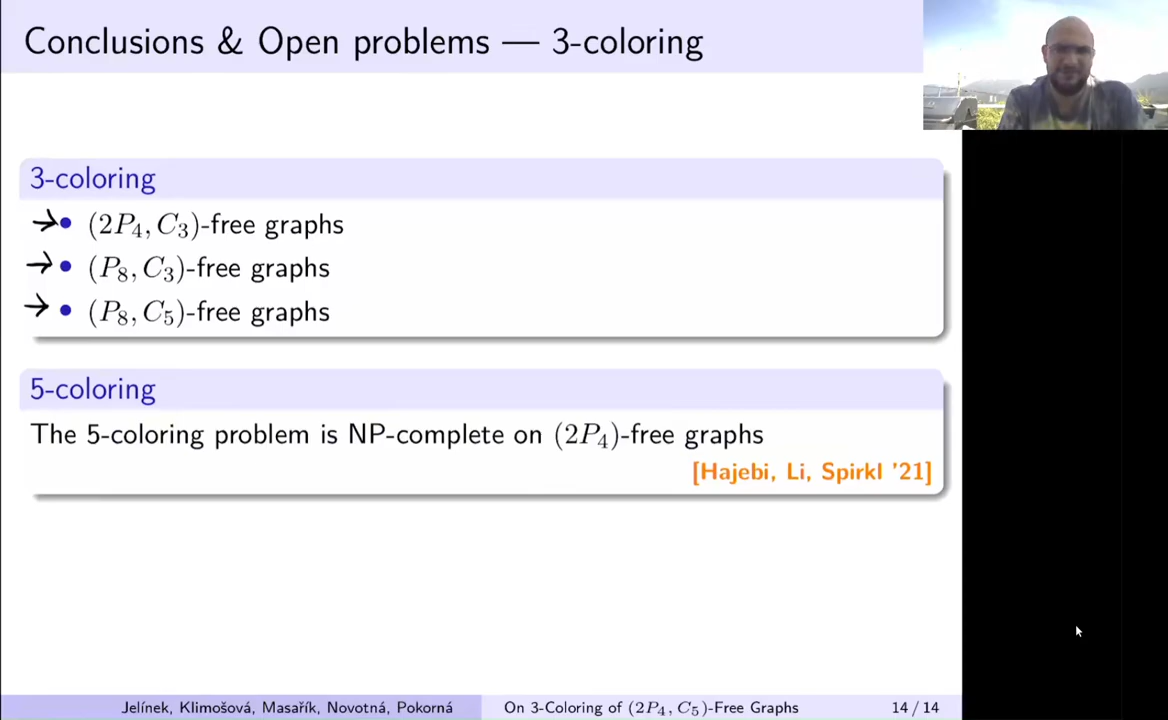 Conclusions & Open problems — 3-coloring
3-coloring
→• (2P₄, C₃)-free graphs
→• (P₈, C₃)-free graphs
→• (P₈, C₅)-free graphs
5-coloring
The 5-coloring problem is NP-complete on (2P₄)-free graphs
[Hajebi, Li, Spirkl '21]
Jelínek, Klimošová, Masařík, Novotná, Pokorná On 3-Coloring of (2P₄, C₅)-Free Graphs 14 / 14